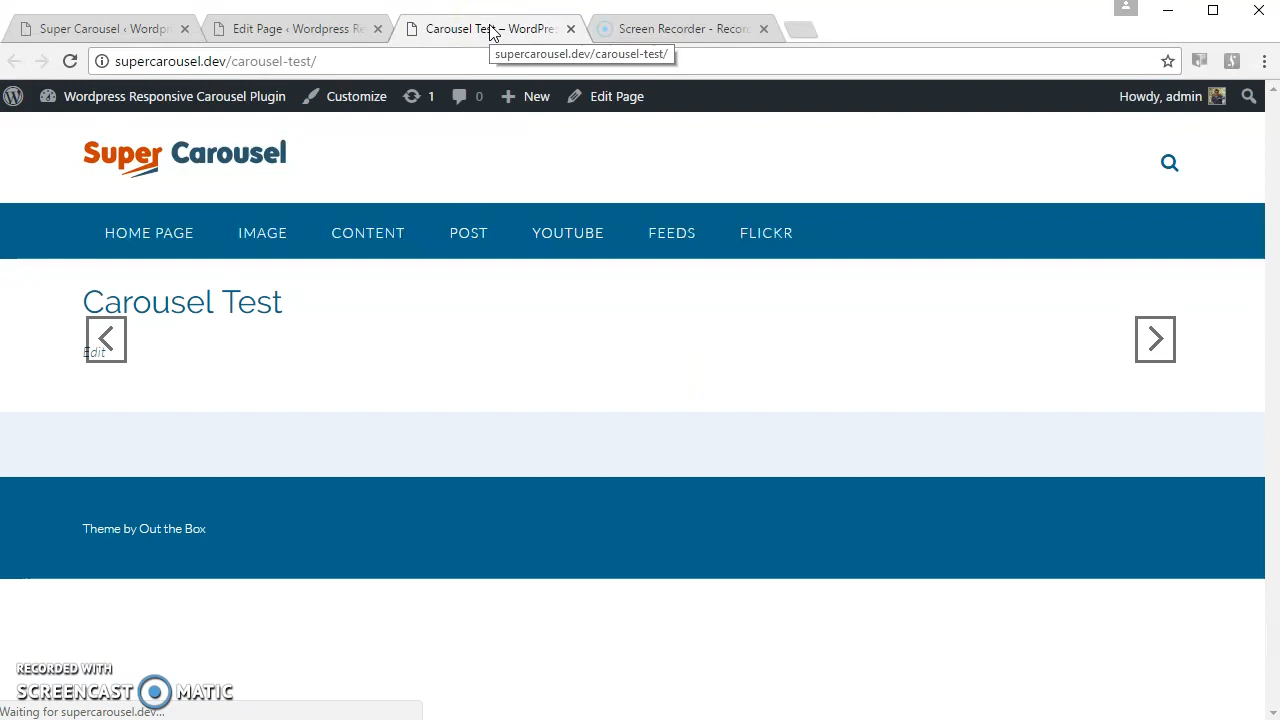 Super Carousel ‹ Wordpr
Edit Page ‹ Wordpress Re
Carousel Test – WordPre
Screen Recorder - Record
supercarousel.dev/carousel-test/
supercarousel.dev/carousel-test/
Wordpress Responsive Carousel Plugin
Customize
1
0
New
Edit Page
Howdy, admin
Super Carousel
HOME PAGE
IMAGE
CONTENT
POST
YOUTUBE
FEEDS
FLICKR
Carousel Test
Edit
Theme by Out the Box
RECORDED WITH
SCREENCAST MATIC
Waiting for supercarousel.dev...